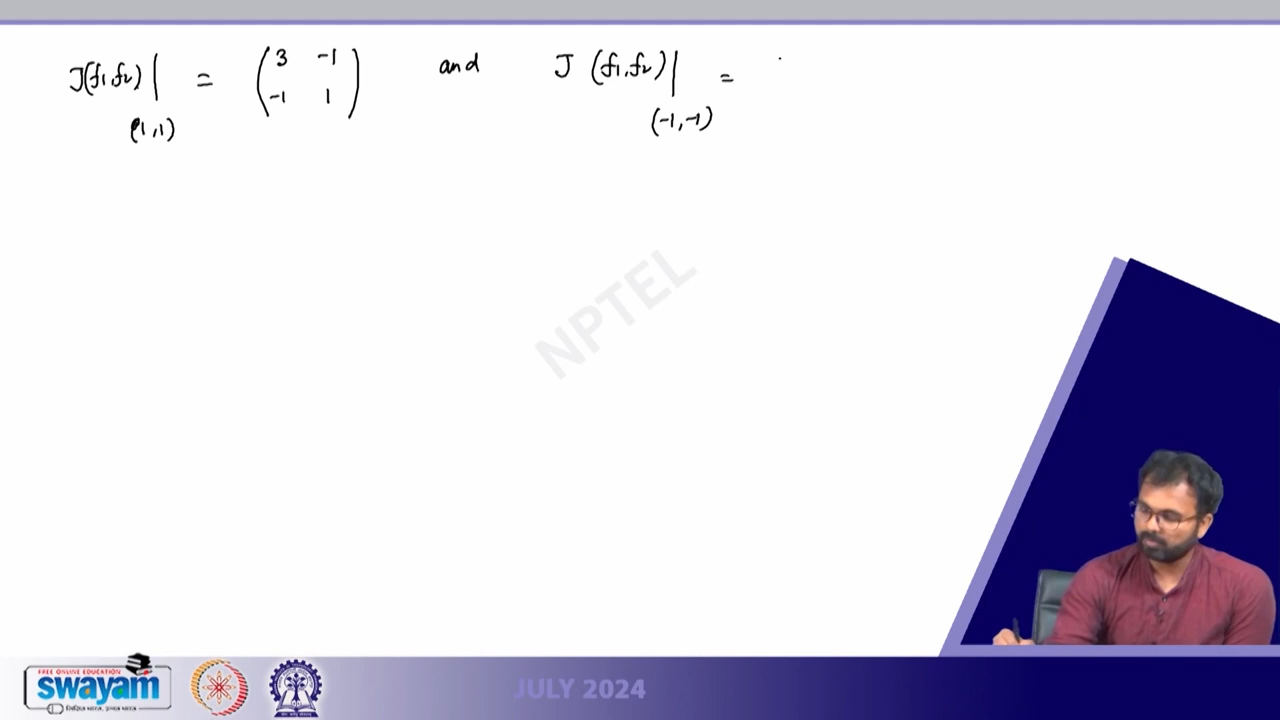 J(f1,f2) | = ( 3 -1 and J (f1,f2) | =
-1 1 )
(1,1) (-1,-1)
NPTEL
FREE ONLINE EDUCATION
swayam
JULY 2024